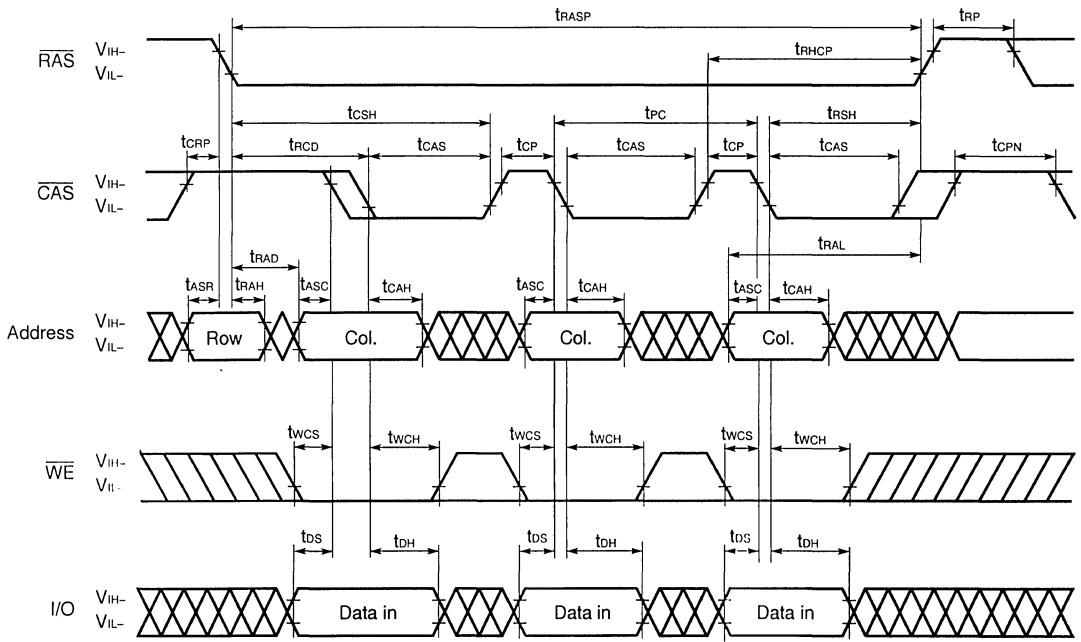 tRASP tRP
RAS VIH– VIL– tRHCP
tCSH tPC tRSH
tCRP tRCD tCAS tCP tCAS tCP tCAS tCPN
CAS VIH– VIL–
tRAL
tRAD
tASR tRAH tASC tCAH tASC tCAH tASC tCAH
Address VIH– VIL– Row Col. Col. Col.
tWCS tWCH tWCS tWCH tWCS tWCH
WE VIH– VIL-
tDS tDH tDS tDH tDS tDH
I/O VIH– VIL– Data in Data in Data in